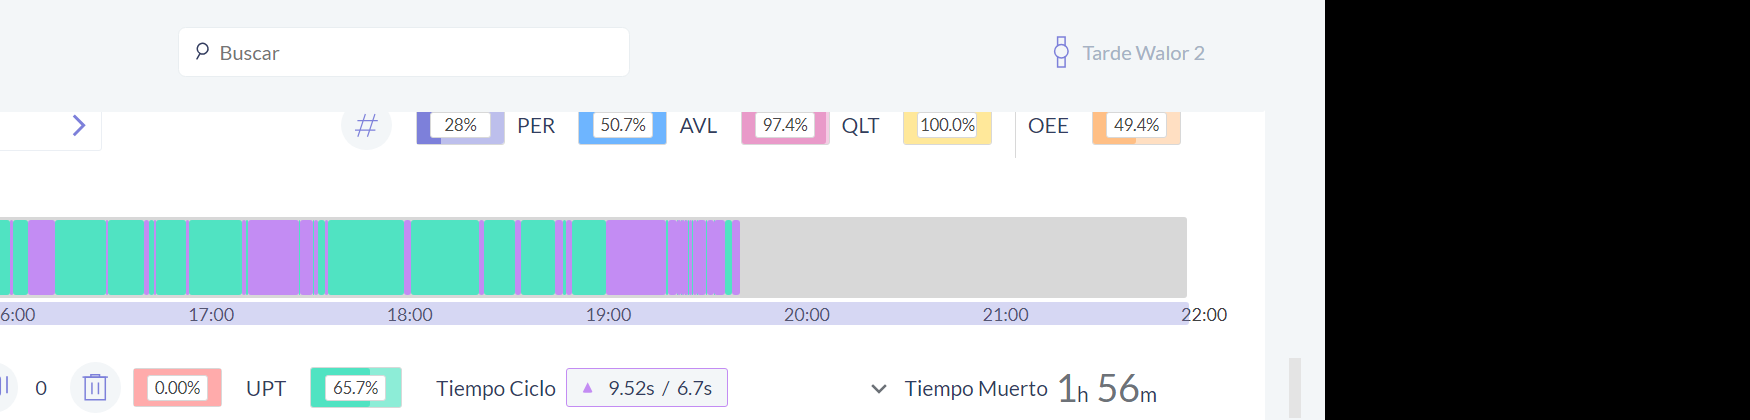 Buscar
Tarde Walor 2
# 28% PER 50.7% AVL 97.4% QLT 100.0% OEE 49.4%
6:00 17:00 18:00 19:00 20:00 21:00 22:00
0 0.00% UPT 65.7% Tiempo Ciclo ▲ 9.52s / 6.7s Tiempo Muerto 1h 56m